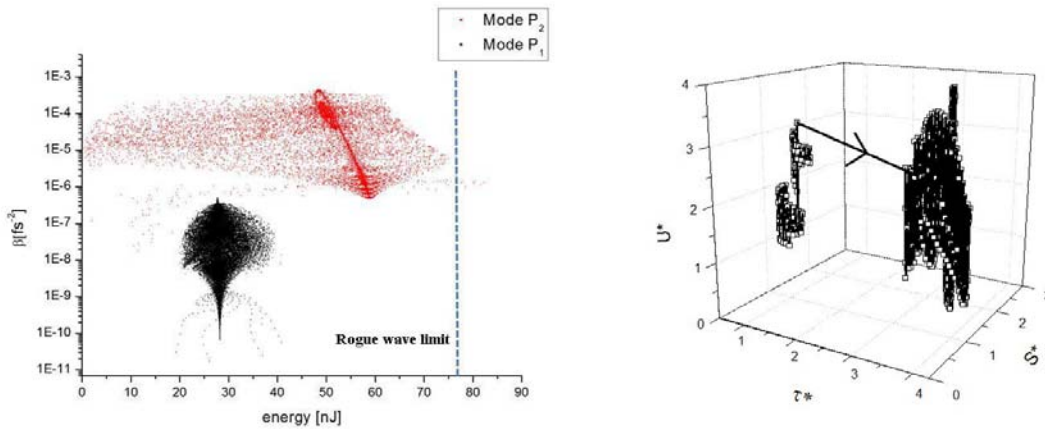 Mode P₂
Mode P₁
1E-3
1E-4
1E-5
1E-6
1E-7
1E-8
1E-9
1E-10
1E-11
β[fs⁻²]
Rogue wave limit
0 10 20 30 40 50 60 70 80 90
energy [nJ]
4
3
2
1
0
U*
1
2
3
4
τ*
0
1
2
S*